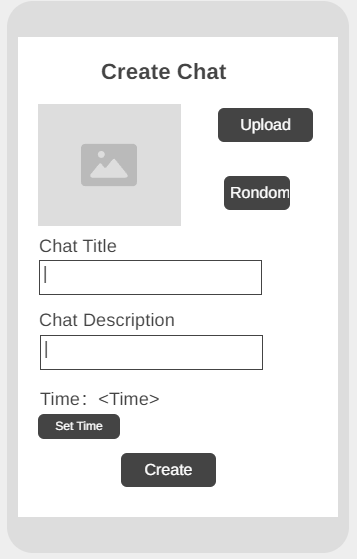 Create Chat
Upload
Rondom
Chat Title
Chat Description
Time: <Time>
Set Time
Create